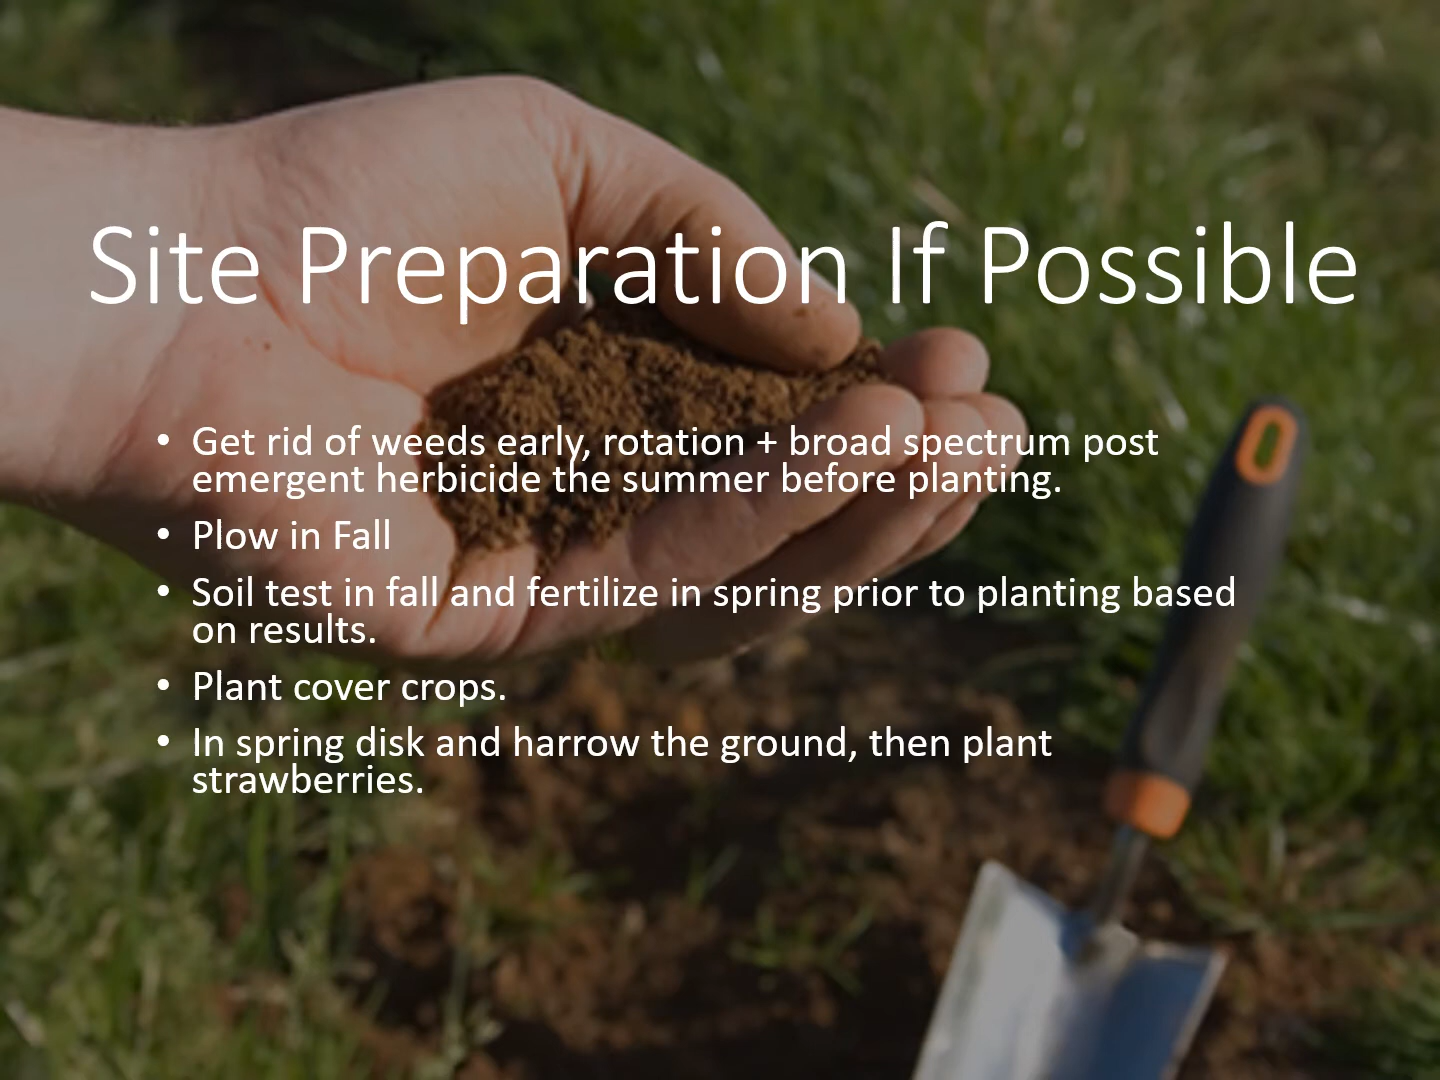 Site Preparation If Possible
• Get rid of weeds early, rotation + broad spectrum post
emergent herbicide the summer before planting.
• Plow in Fall
• Soil test in fall and fertilize in spring prior to planting based
on results.
• Plant cover crops.
• In spring disk and harrow the ground, then plant
strawberries.